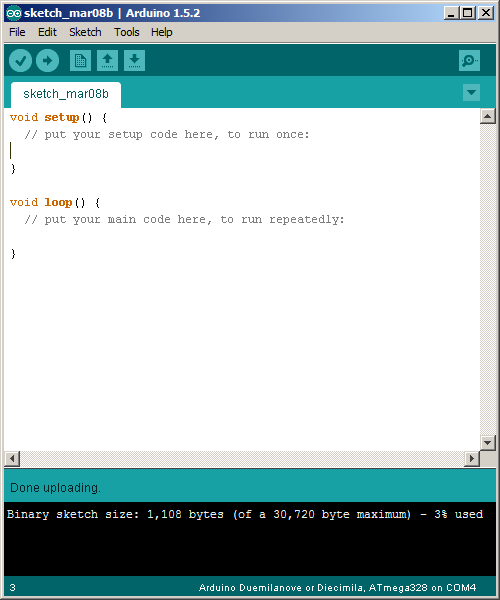 sketch_mar08b | Arduino 1.5.2
File Edit Sketch Tools Help
sketch_mar08b
void setup() {
  // put your setup code here, to run once:
}
void loop() {
  // put your main code here, to run repeatedly:
}
Done uploading.
Binary sketch size: 1,108 bytes (of a 30,720 byte maximum) - 3% used
3 Arduino Duemilanove or Diecimila, ATmega328 on COM4